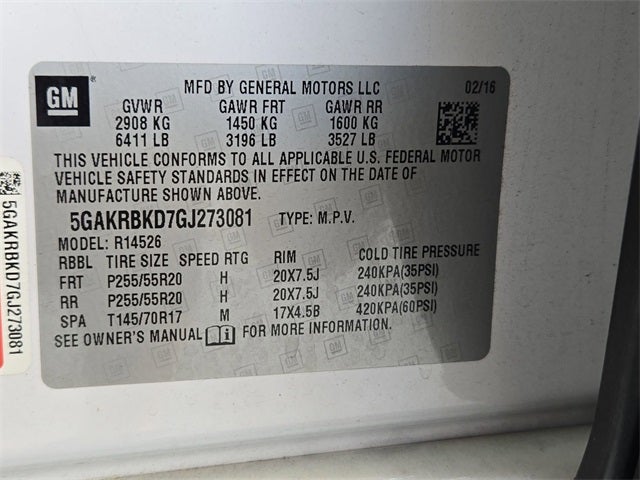 GM
MFD BY GENERAL MOTORS LLC 02/16
GVWR GAWR FRT GAWR RR
2908 KG 1450 KG 1600 KG
6411 LB 3196 LB 3527 LB
THIS VEHICLE CONFORMS TO ALL APPLICABLE U.S. FEDERAL MOTOR
VEHICLE SAFETY STANDARDS IN EFFECT ON THE DATE OF
MANUFACTURE SHOWN ABOVE.
5GAKRBKD7GJ273081 TYPE: M.P.V.
MODEL: R14526
RBBL TIRE SIZE SPEED RTG RIM COLD TIRE PRESSURE
FRT P255/55R20 H 20X7.5J 240KPA(35PSI)
RR P255/55R20 H 20X7.5J 240KPA(35PSI)
SPA T145/70R17 M 17X4.5B 420KPA(60PSI)
SEE OWNER'S MANUAL FOR MORE INFORMATION.
5GAKRBKD7GJ273081